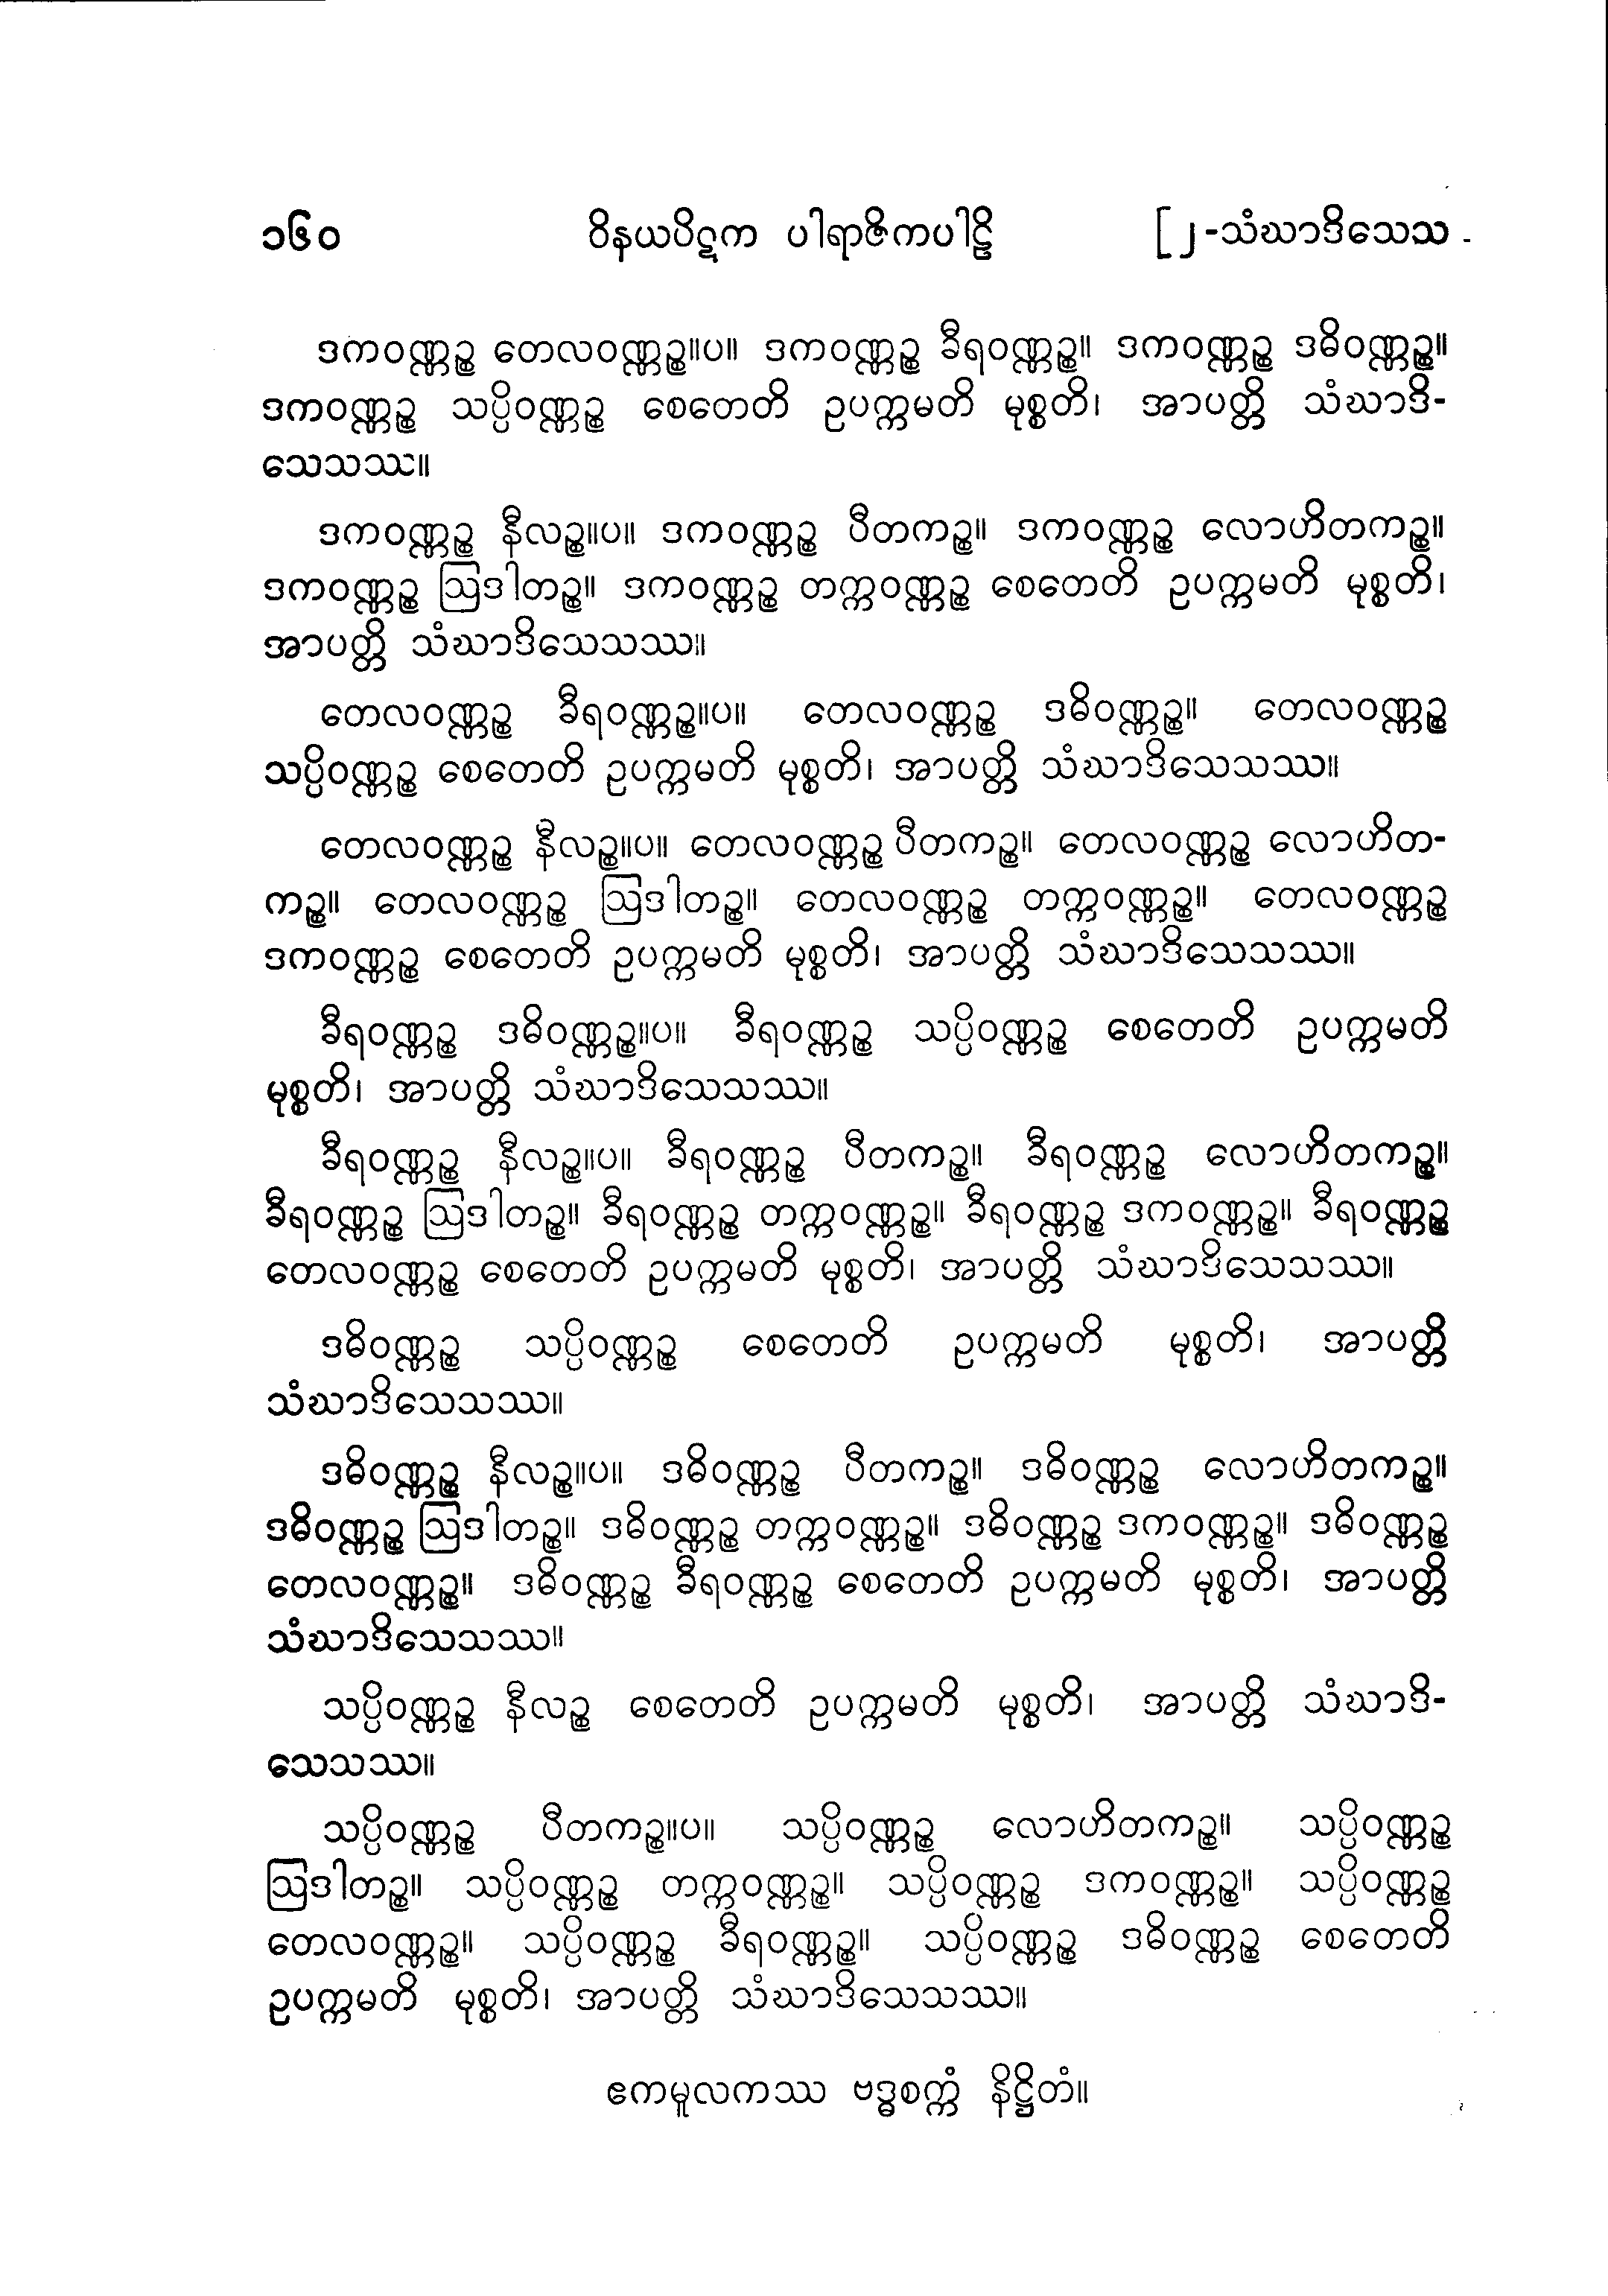 ၁၆၀ ဝိနယပိဋက ပါရာဇိကပါဠိ [၂-သံဃာဒိသေသ
ဒကဝဏ္ဏဉ္စ တေလဝဏ္ဏဉ္စ။ပ။ ဒကဝဏ္ဏဉ္စ ခီရဝဏ္ဏဉ္စ။ ဒကဝဏ္ဏဉ္စ ဒဓိဝဏ္ဏဉ္စ။
ဒကဝဏ္ဏဉ္စ သပ္ပိဝဏ္ဏဉ္စ စေတေတိ ဥပက္ကမတိ မုစ္စတိ၊ အာပတ္တိ သံဃာဒိ-
သေသဿ။
ဒကဝဏ္ဏဉ္စ နီလဉ္စ။ပ။ ဒကဝဏ္ဏဉ္စ ပီတကဉ္စ။ ဒကဝဏ္ဏဉ္စ လောဟိတကဉ္စ။
ဒကဝဏ္ဏဉ္စ ဩဒါတဉ္စ။ ဒကဝဏ္ဏဉ္စ တက္ကဝဏ္ဏဉ္စ စေတေတိ ဥပက္ကမတိ မုစ္စတိ၊
အာပတ္တိ သံဃာဒိသေသဿ။
တေလဝဏ္ဏဉ္စ ခီရဝဏ္ဏဉ္စ။ပ။ တေလဝဏ္ဏဉ္စ ဒဓိဝဏ္ဏဉ္စ။ တေလဝဏ္ဏဉ္စ
သပ္ပိဝဏ္ဏဉ္စ စေတေတိ ဥပက္ကမတိ မုစ္စတိ၊ အာပတ္တိ သံဃာဒိသေသဿ။
တေလဝဏ္ဏဉ္စ နီလဉ္စ။ပ။ တေလဝဏ္ဏဉ္စ ပီတကဉ္စ။ တေလဝဏ္ဏဉ္စ လောဟိတ-
ကဉ္စ။ တေလဝဏ္ဏဉ္စ ဩဒါတဉ္စ။ တေလဝဏ္ဏဉ္စ တက္ကဝဏ္ဏဉ္စ။ တေလဝဏ္ဏဉ္စ
ဒကဝဏ္ဏဉ္စ စေတေတိ ဥပက္ကမတိ မုစ္စတိ၊ အာပတ္တိ သံဃာဒိသေသဿ။
ခီရဝဏ္ဏဉ္စ ဒဓိဝဏ္ဏဉ္စ။ပ။ ခီရဝဏ္ဏဉ္စ သပ္ပိဝဏ္ဏဉ္စ စေတေတိ ဥပက္ကမတိ
မုစ္စတိ၊ အာပတ္တိ သံဃာဒိသေသဿ။
ခီရဝဏ္ဏဉ္စ နီလဉ္စ။ပ။ ခီရဝဏ္ဏဉ္စ ပီတကဉ္စ။ ခီရဝဏ္ဏဉ္စ လောဟိတကဉ္စ။
ခီရဝဏ္ဏဉ္စ ဩဒါတဉ္စ။ ခီရဝဏ္ဏဉ္စ တက္ကဝဏ္ဏဉ္စ။ ခီရဝဏ္ဏဉ္စ ဒကဝဏ္ဏဉ္စ။ ခီရဝဏ္ဏဉ္စ
တေလဝဏ္ဏဉ္စ စေတေတိ ဥပက္ကမတိ မုစ္စတိ၊ အာပတ္တိ သံဃာဒိသေသဿ။
ဒဓိဝဏ္ဏဉ္စ သပ္ပိဝဏ္ဏဉ္စ စေတေတိ ဥပက္ကမတိ မုစ္စတိ၊ အာပတ္တိ
သံဃာဒိသေသဿ။
ဒဓိဝဏ္ဏဉ္စ နီလဉ္စ။ပ။ ဒဓိဝဏ္ဏဉ္စ ပီတကဉ္စ။ ဒဓိဝဏ္ဏဉ္စ လောဟိတကဉ္စ။
ဒဓိဝဏ္ဏဉ္စ ဩဒါတဉ္စ။ ဒဓိဝဏ္ဏဉ္စ တက္ကဝဏ္ဏဉ္စ။ ဒဓိဝဏ္ဏဉ္စ ဒကဝဏ္ဏဉ္စ။ ဒဓိဝဏ္ဏဉ္စ
တေလဝဏ္ဏဉ္စ။ ဒဓိဝဏ္ဏဉ္စ ခီရဝဏ္ဏဉ္စ စေတေတိ ဥပက္ကမတိ မုစ္စတိ၊ အာပတ္တိ
သံဃာဒိသေသဿ။
သပ္ပိဝဏ္ဏဉ္စ နီလဉ္စ စေတေတိ ဥပက္ကမတိ မုစ္စတိ၊ အာပတ္တိ သံဃာဒိ-
သေသဿ။
သပ္ပိဝဏ္ဏဉ္စ ပီတကဉ္စ။ပ။ သပ္ပိဝဏ္ဏဉ္စ လောဟိတကဉ္စ။ သပ္ပိဝဏ္ဏဉ္စ
ဩဒါတဉ္စ။ သပ္ပိဝဏ္ဏဉ္စ တက္ကဝဏ္ဏဉ္စ။ သပ္ပိဝဏ္ဏဉ္စ ဒကဝဏ္ဏဉ္စ။ သပ္ပိဝဏ္ဏဉ္စ
တေလဝဏ္ဏဉ္စ။ သပ္ပိဝဏ္ဏဉ္စ ခီရဝဏ္ဏဉ္စ။ သပ္ပိဝဏ္ဏဉ္စ ဒဓိဝဏ္ဏဉ္စ စေတေတိ
ဥပက္ကမတိ မုစ္စတိ၊ အာပတ္တိ သံဃာဒိသေသဿ။
ဧကမူလကဿ ဗဒ္ဓစက္ကံ နိဋ္ဌိတံ။